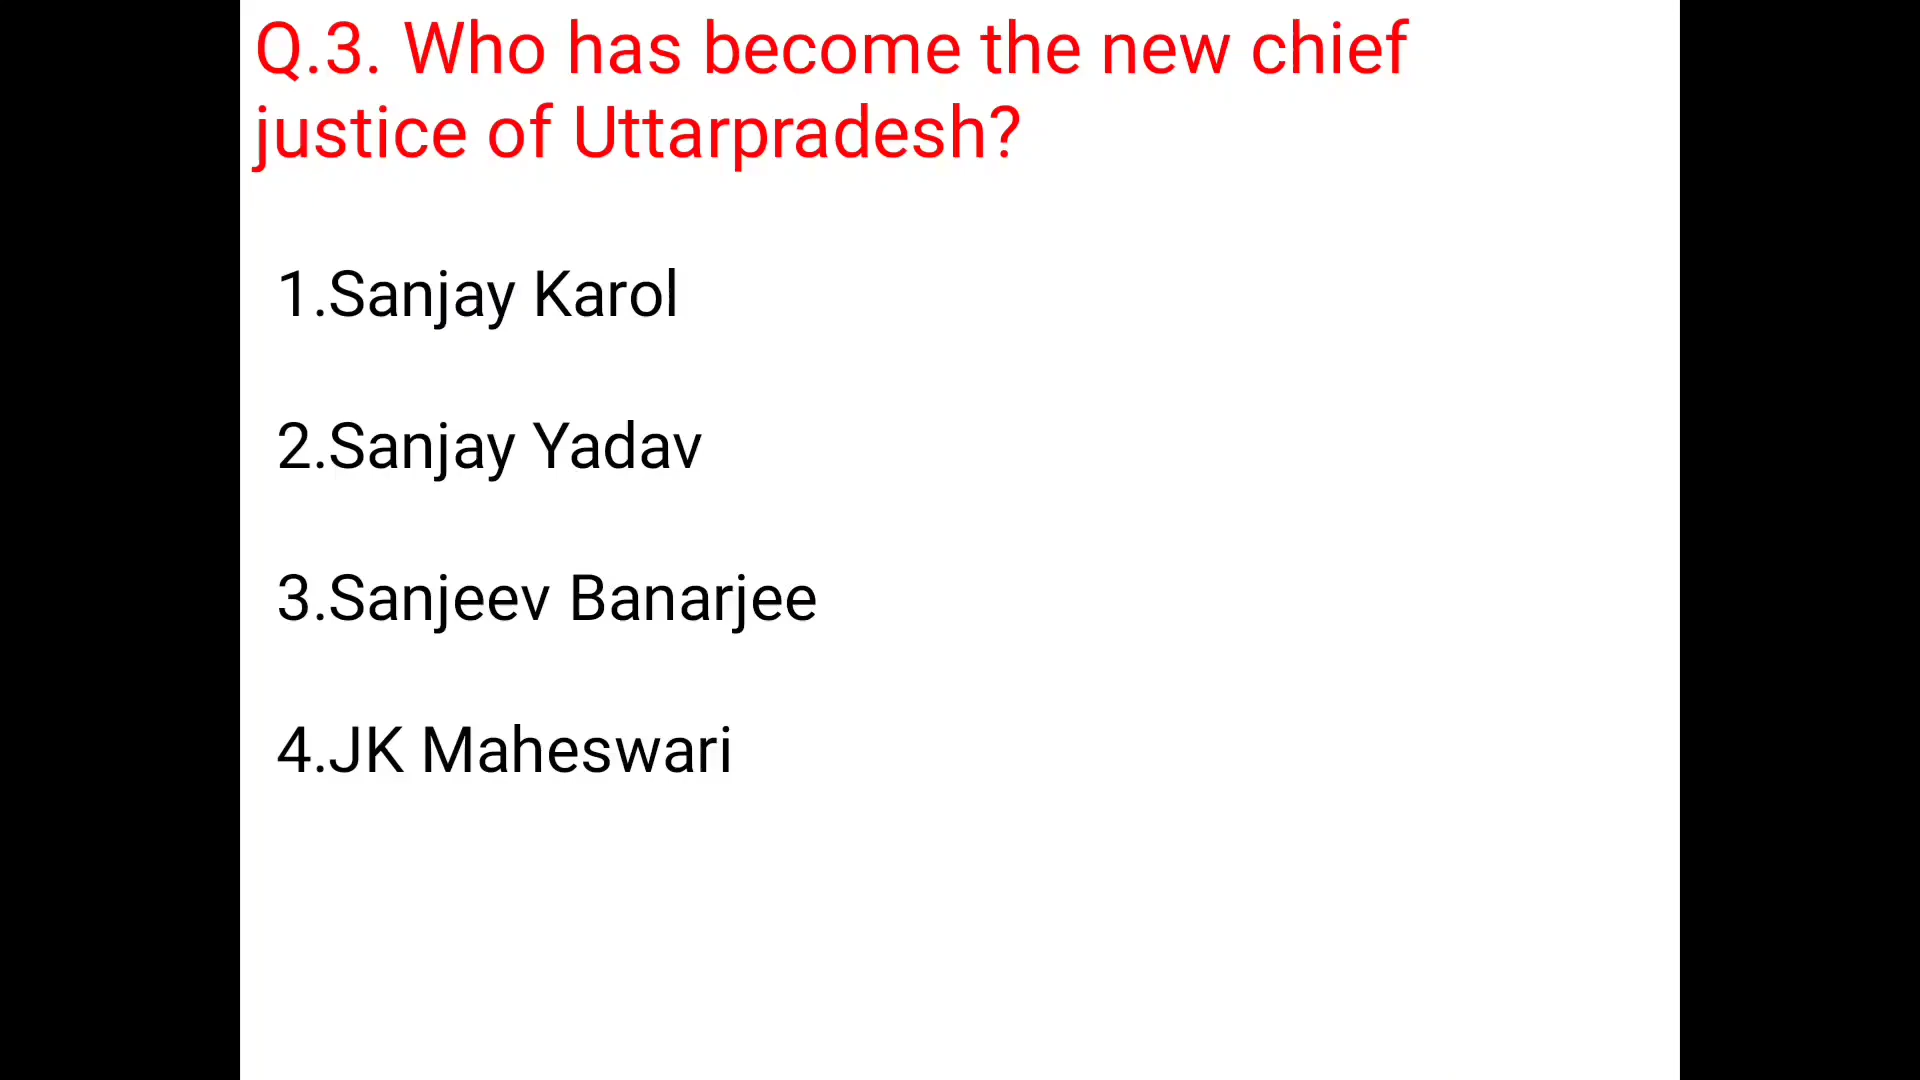 Q.3. Who has become the new chief
justice of Uttarpradesh?
1.Sanjay Karol
2.Sanjay Yadav
3.Sanjeev Banarjee
4.JK Maheswari